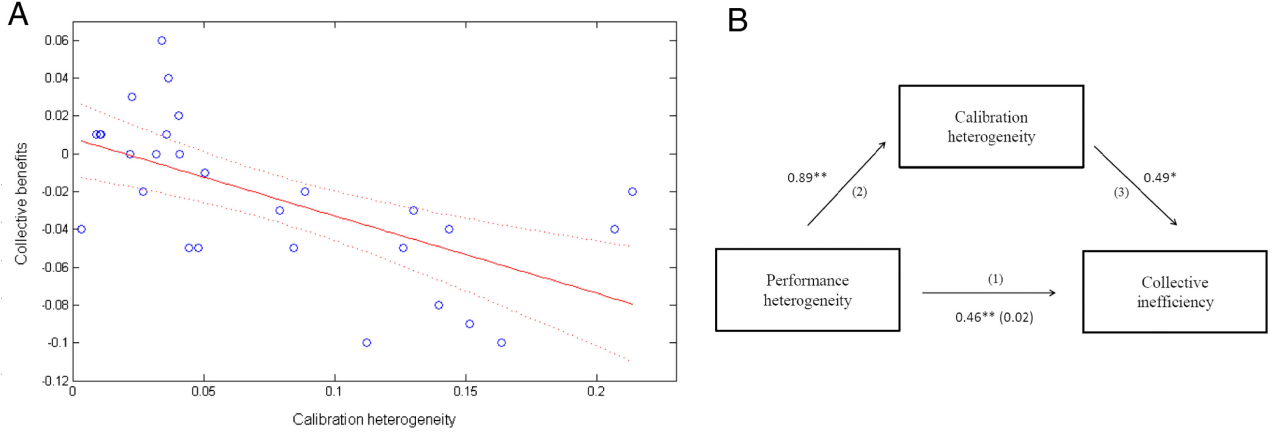 A
B
0.06
0.04
0.02
0
-0.02
-0.04
-0.06
-0.08
-0.1
-0.12
Collective benefits
0
0.05
0.1
0.15
0.2
Calibration heterogeneity
Calibration
heterogeneity
0.89**
(2)
(3)
0.49*
Performance
heterogeneity
(1)
0.46** (0.02)
Collective
inefficiency